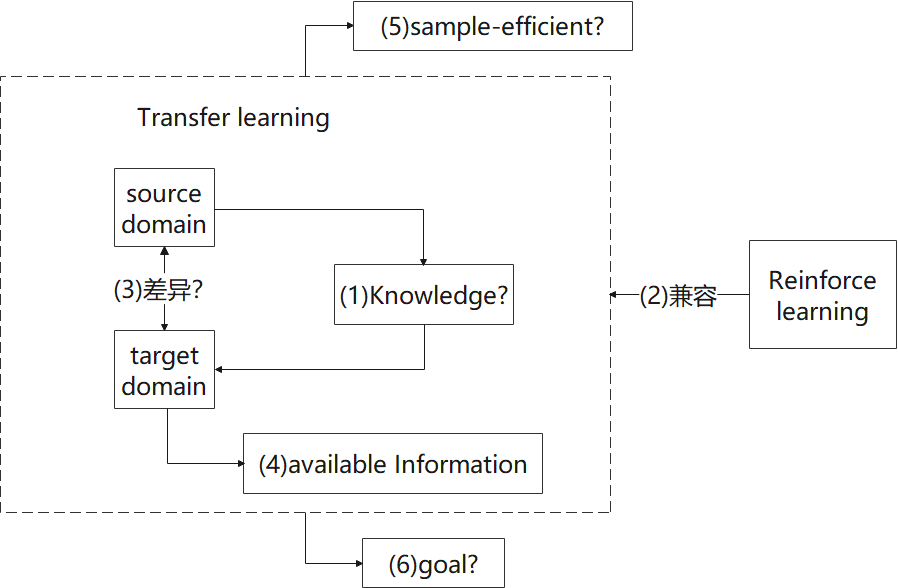 (5)sample-efficient?
Transfer learning
source
domain
(3)差异?
(1)Knowledge?
(2)兼容
Reinforce
learning
target
domain
(4)available Information
(6)goal?